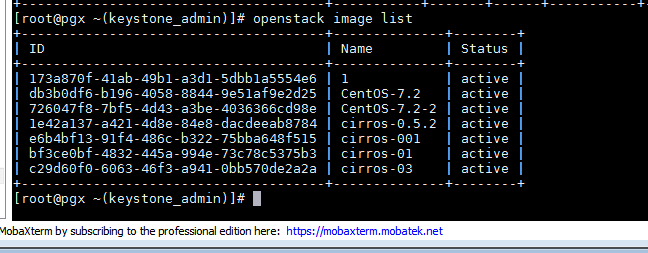 [root@pgx ~(keystone_admin)]# openstack image list
+--------------------------------------+--------------+--------+
| ID | Name | Status |
+--------------------------------------+--------------+--------+
| 173a870f-41ab-49b1-a3d1-5dbb1a5554e6 | 1 | active |
| db3b0df6-b196-4058-8844-9e51af9e2d25 | CentOS-7.2 | active |
| 726047f8-7bf5-4d43-a3be-4036366cd98e | CentOS-7.2-2 | active |
| 1e42a137-a421-4d8e-84e8-dacdeeab8784 | cirros-0.5.2 | active |
| e6b4bf13-91f4-486c-b322-75bba648f515 | cirros-001 | active |
| bf3ce0bf-4832-445a-994e-73c78c5375b3 | cirros-01 | active |
| c29d60f0-6063-46f3-a941-0bb570de2a2a | cirros-03 | active |
+--------------------------------------+--------------+--------+
[root@pgx ~(keystone_admin)]#
MobaXterm by subscribing to the professional edition here: https://mobaxterm.mobatek.net